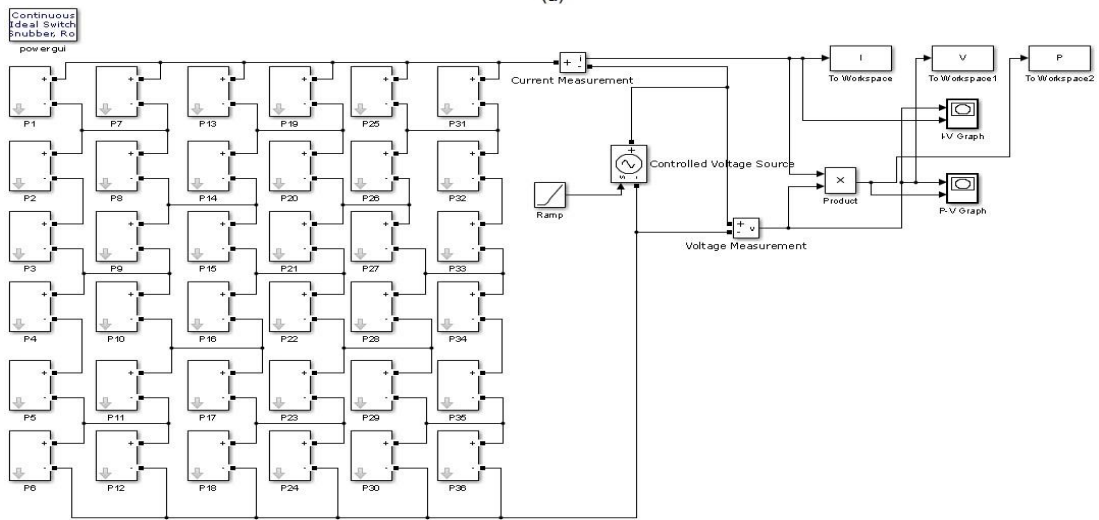 Continuous
Ideal Switch
Snubber, Ro
powergui
+ - P1
+ - P7
+ - P13
+ - P19
+ - P25
+ - P31
+ - i
Current Measurement
I
To Workspace
V
To Workspace1
P
To Workspace2
I-V Graph
+ - P2
+ - P8
+ - P14
+ - P20
+ - P26
+ - P32
+ s -
Controlled Voltage Source
Ramp
×
Product
P-V Graph
+ - v
Voltage Measurement
+ - P3
+ - P9
+ - P15
+ - P21
+ - P27
+ - P33
+ - P4
+ - P10
+ - P16
+ - P22
+ - P28
+ - P34
+ - P5
+ - P11
+ - P17
+ - P23
+ - P29
+ - P35
+ - P6
+ - P12
+ - P18
+ - P24
+ - P30
+ - P36